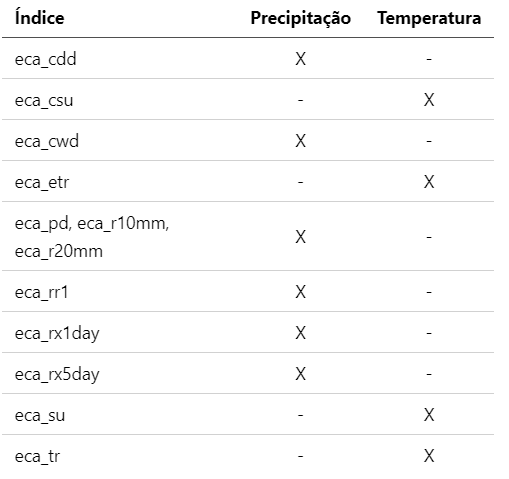 Índice Precipitação Temperatura
eca_cdd X -
eca_csu - X
eca_cwd X -
eca_etr - X
eca_pd, eca_r10mm,
eca_r20mm X -
eca_rr1 X -
eca_rx1day X -
eca_rx5day X -
eca_su - X
eca_tr - X